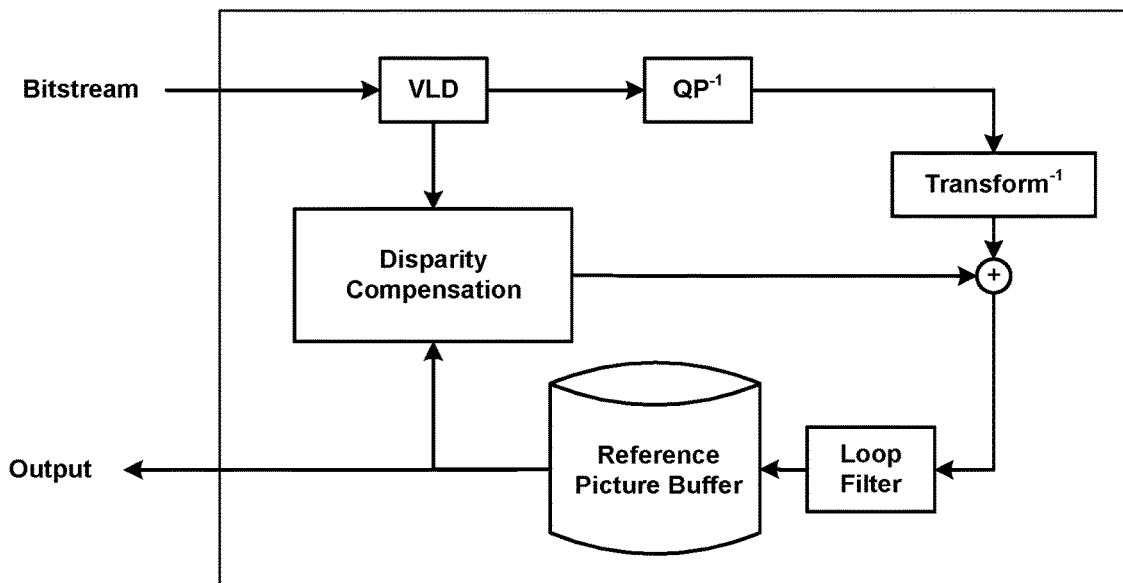 Bitstream
VLD
QP⁻¹
Transform⁻¹
Disparity
Compensation
+
Reference
Picture Buffer
Loop
Filter
Output